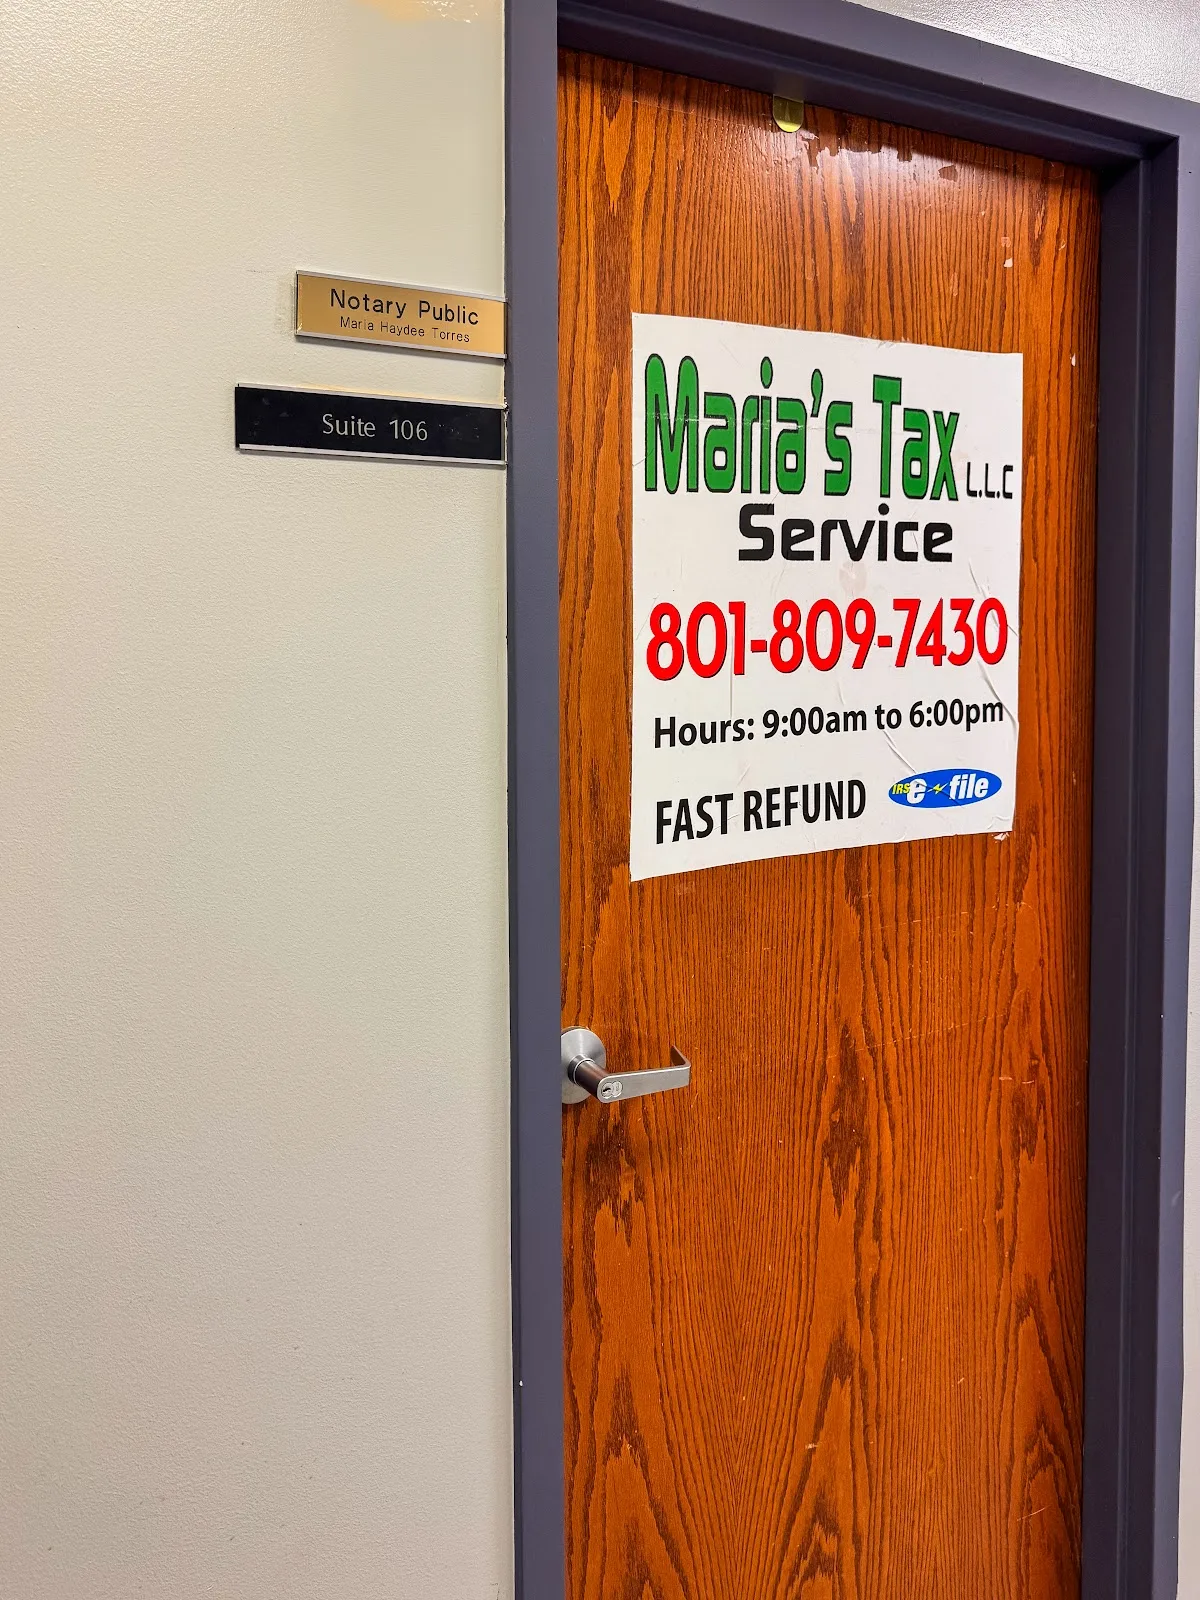 Notary Public
Maria Haydee Torres
Suite 106
Maria's Tax L.L.C
Service
801-809-7430
Hours: 9:00am to 6:00pm
FAST REFUND IRS e-file